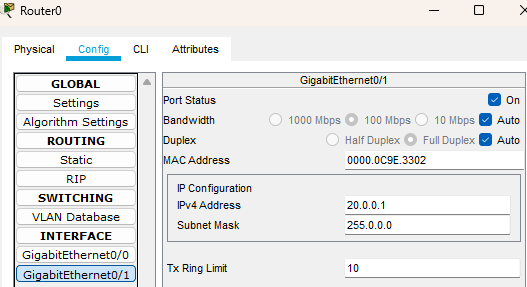 Router0
Physical Config CLI Attributes
GLOBAL
Settings
Algorithm Settings
ROUTING
Static
RIP
SWITCHING
VLAN Database
INTERFACE
GigabitEthernet0/0
GigabitEthernet0/1
GigabitEthernet0/1
Port Status On
Bandwidth 1000 Mbps 100 Mbps 10 Mbps Auto
Duplex Half Duplex Full Duplex Auto
MAC Address 0000.0C9E.3302
IP Configuration
IPv4 Address 20.0.0.1
Subnet Mask 255.0.0.0
Tx Ring Limit 10